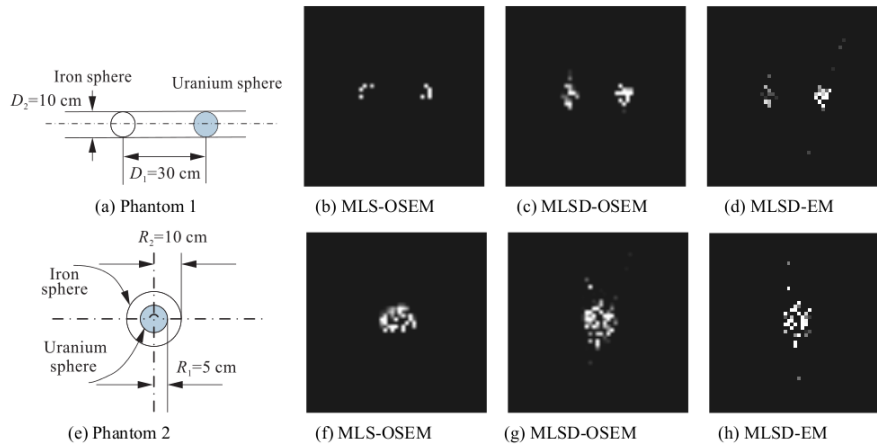 Iron sphere
Uranium sphere
D₂=10 cm
D₁=30 cm
(a) Phantom 1
(b) MLS-OSEM
(c) MLSD-OSEM
(d) MLSD-EM
R₂=10 cm
Iron
sphere
Uranium
sphere
R₁=5 cm
(e) Phantom 2
(f) MLS-OSEM
(g) MLSD-OSEM
(h) MLSD-EM